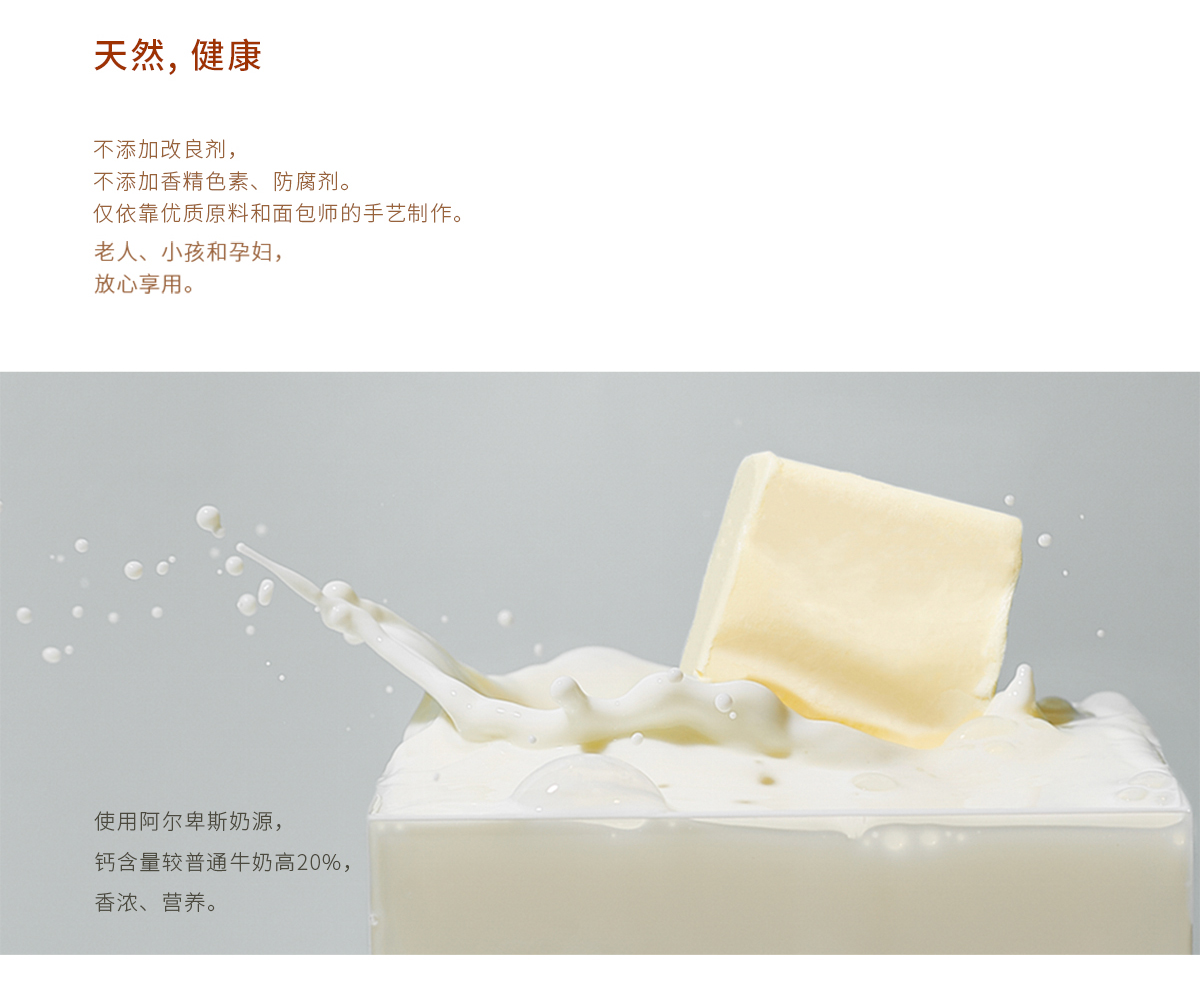 天然, 健康
不添加改良剂，
不添加香精色素、防腐剂。
仅依靠优质原料和面包师的手艺制作。
老人、小孩和孕妇，
放心享用。
使用阿尔卑斯奶源，
钙含量较普通牛奶高20%，
香浓、营养。